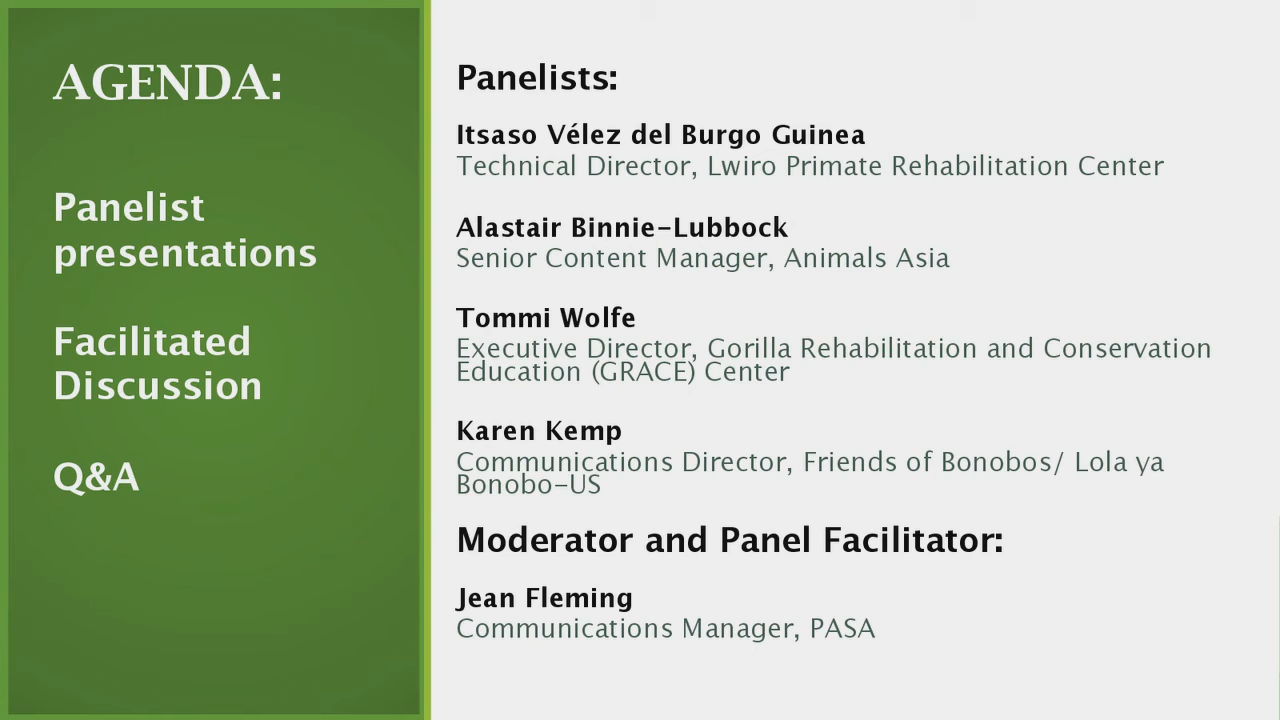 AGENDA:
Panelist
presentations
Facilitated
Discussion
Q&A
Panelists:
Itsaso Vélez del Burgo Guinea
Technical Director, Lwiro Primate Rehabilitation Center
Alastair Binnie-Lubbock
Senior Content Manager, Animals Asia
Tommi Wolfe
Executive Director, Gorilla Rehabilitation and Conservation
Education (GRACE) Center
Karen Kemp
Communications Director, Friends of Bonobos/ Lola ya
Bonobo-US
Moderator and Panel Facilitator:
Jean Fleming
Communications Manager, PASA